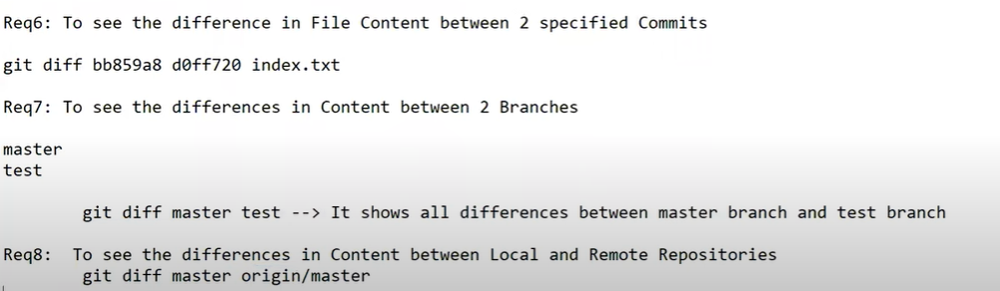 Req6: To see the difference in File Content between 2 specified Commits
git diff bb859a8 d0ff720 index.txt
Req7: To see the differences in Content between 2 Branches
master
test
git diff master test --> It shows all differences between master branch and test branch
Req8:  To see the differences in Content between Local and Remote Repositories
git diff master origin/master